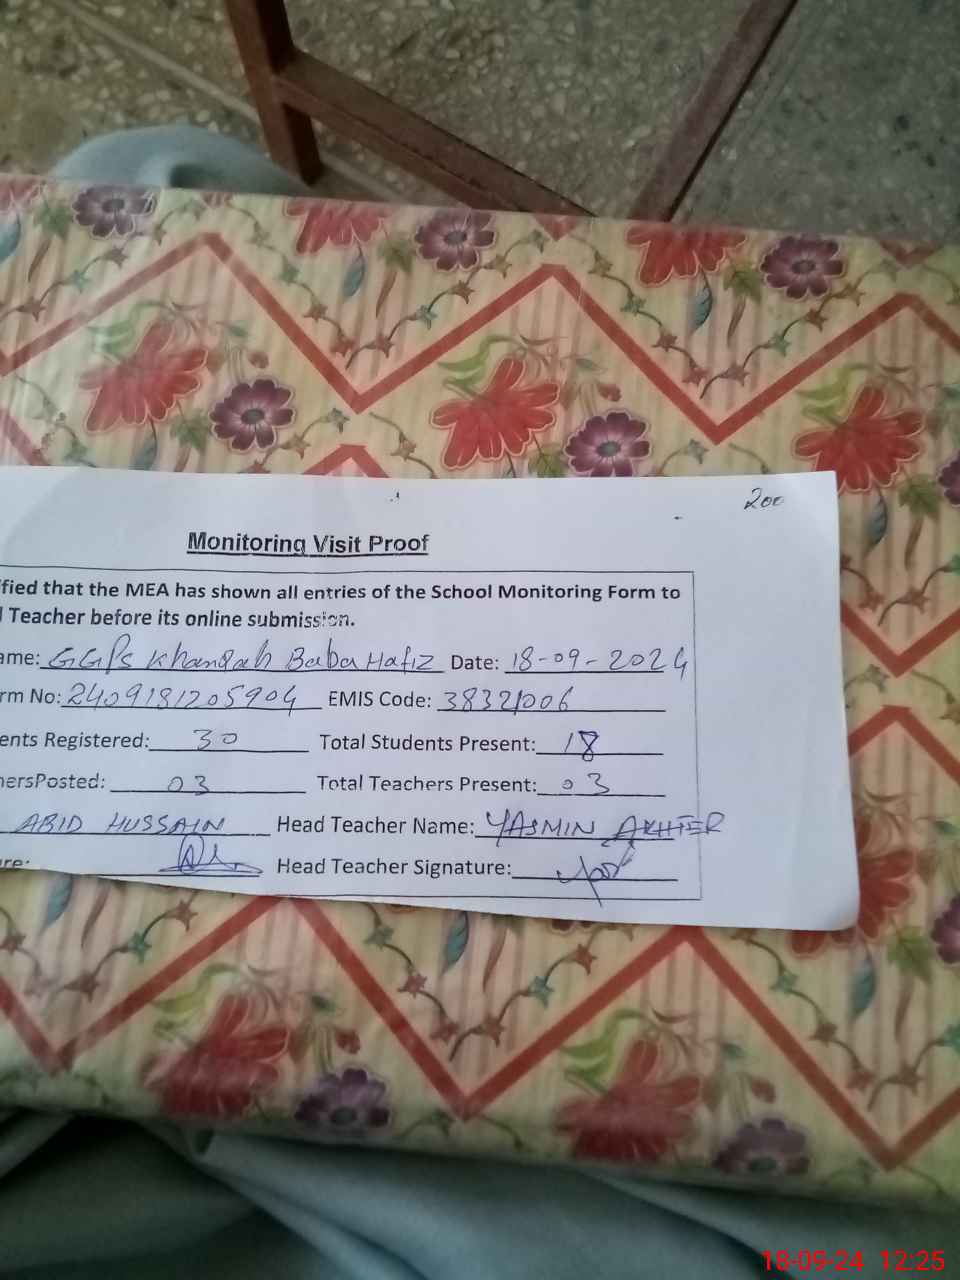 200
Monitoring Visit Proof
fied that the MEA has shown all entries of the School Monitoring Form to
Teacher before its online submission.
ame: GGPS Khanqah Baba Hafiz Date: 18-09-2024
rm No: 2409181205904 EMIS Code: 38321006
ents Registered: 30 Total Students Present: 18
hersPosted: 03 Total Teachers Present: 03
ABID HUSSAIN Head Teacher Name: YASMIN AKHTER
re: Head Teacher Signature:
18-09-24 12:25